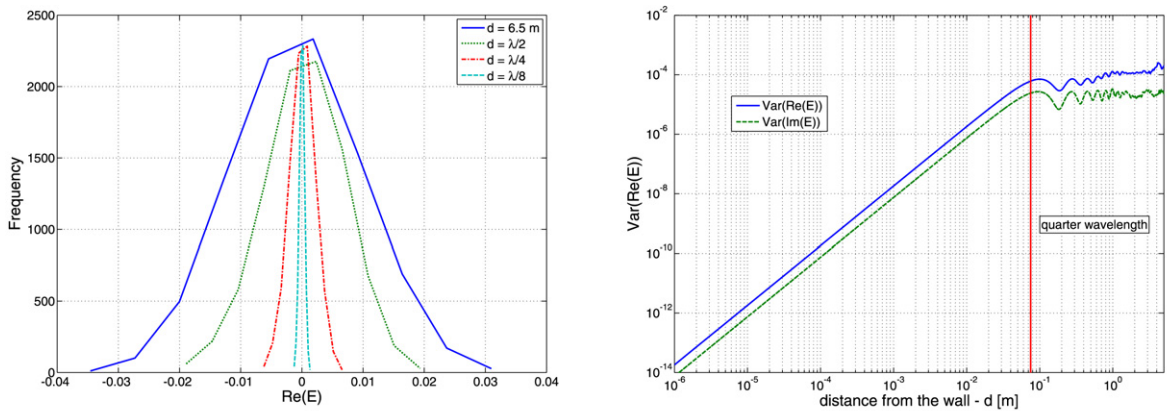 2500
2000
1500
1000
500
0
Frequency
-0.04 -0.03 -0.02 -0.01 0 0.01 0.02 0.03 0.04
Re(E)
d = 6.5 m
d = λ/2
d = λ/4
d = λ/8
10^-2
10^-4
10^-6
10^-8
10^-10
10^-12
10^-14
Var(Re(E))
Var(Re(E))
Var(Im(E))
quarter wavelength
10^-6 10^-5 10^-4 10^-3 10^-2 10^-1 10^0
distance from the wall - d [m]